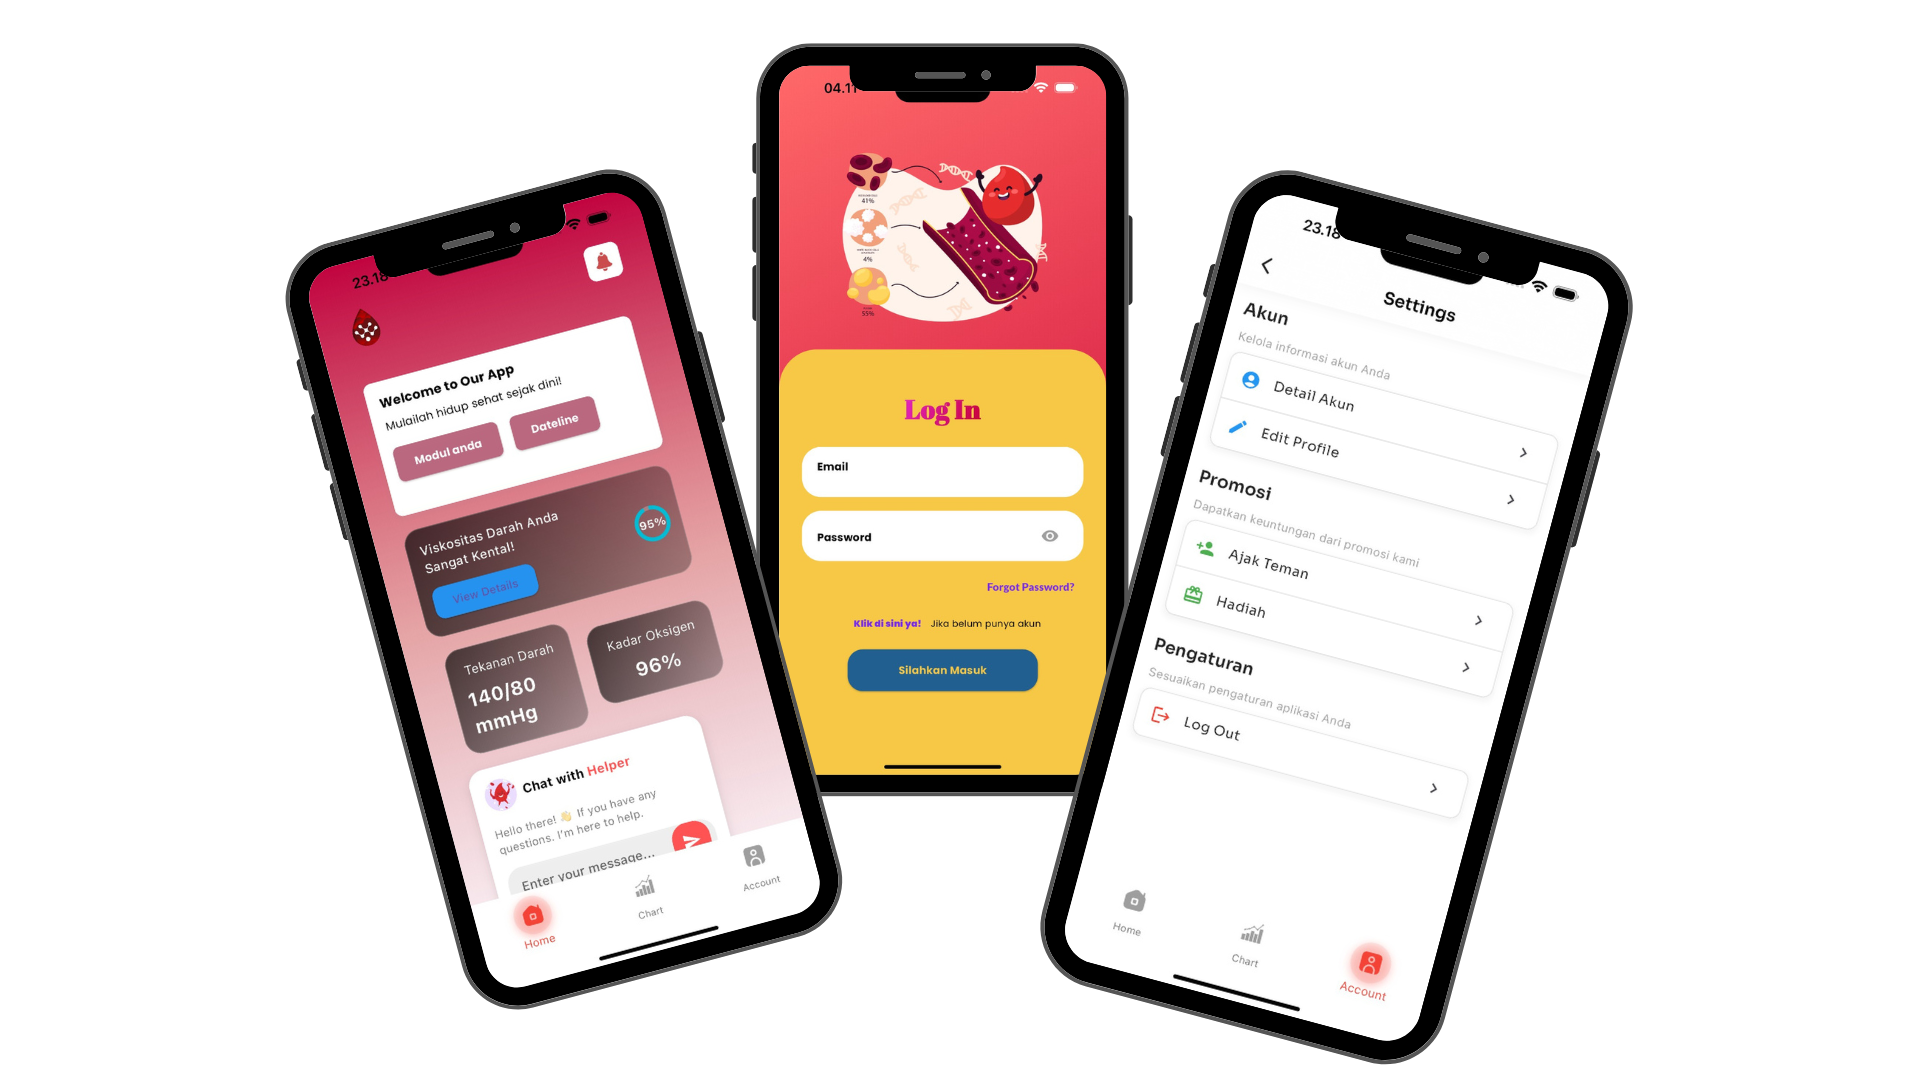 23.18
Welcome to Our App
Mulailah hidup sehat sejak dini!
Modul anda
Dateline
Viskositas Darah Anda
Sangat Kental!
95%
View Details
Tekanan Darah
140/80
mmHg
Kadar Oksigen
96%
Chat with Helper
Hello there! 👋 If you have any
questions. I'm here to help.
Enter your message...
Home
Chart
Account
04.11
41%
4%
55%
Log In
Email
Password
Forgot Password?
Klik di sini ya! Jika belum punya akun
Silahkan Masuk
23.18
Settings
Akun
Kelola informasi akun Anda
Detail Akun
Edit Profile
Promosi
Dapatkan keuntungan dari promosi kami
Ajak Teman
Hadiah
Pengaturan
Sesuaikan pengaturan aplikasi Anda
Log Out
Home
Chart
Account